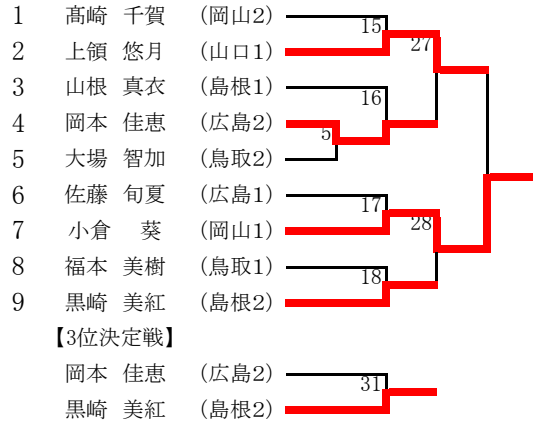 1 髙崎 千賀 (岡山2)
15
27
2 上領 悠月 (山口1)
3 山根 真衣 (島根1)
16
4 岡本 佳恵 (広島2)
5
5 大場 智加 (鳥取2)
6 佐藤 旬夏 (広島1)
17
28
7 小倉 葵 (岡山1)
8 福本 美樹 (鳥取1)
18
9 黒崎 美紅 (島根2)
【3位決定戦】
岡本 佳恵 (広島2)
31
黒崎 美紅 (島根2)